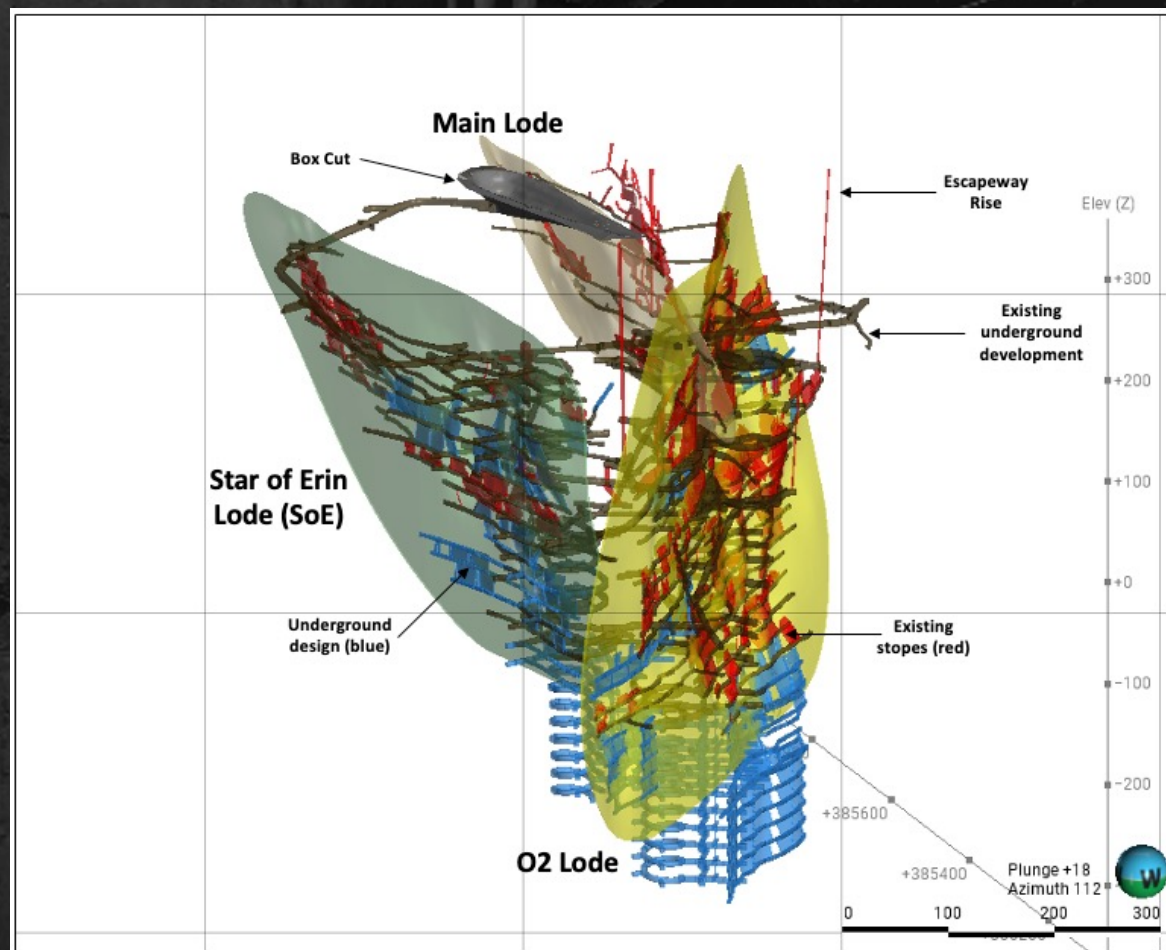 Main Lode
Box Cut
Escapeway
Rise
Elev (Z)
+300
Existing
underground
development
+200
Star of Erin
Lode (SoE)
+100
+0
Underground
design (blue)
Existing
stopes (red)
−100
−200
+385600
O2 Lode
+385400
Plunge +18
Azimuth 112
W
0
100
200
300